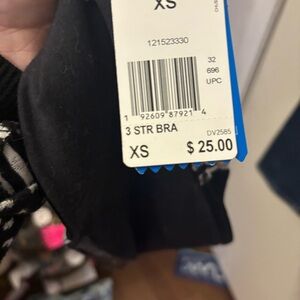 XS
121523330
32
696
UPC
1 92609 87921 4
3 STR BRA DV2585
XS $ 25.00